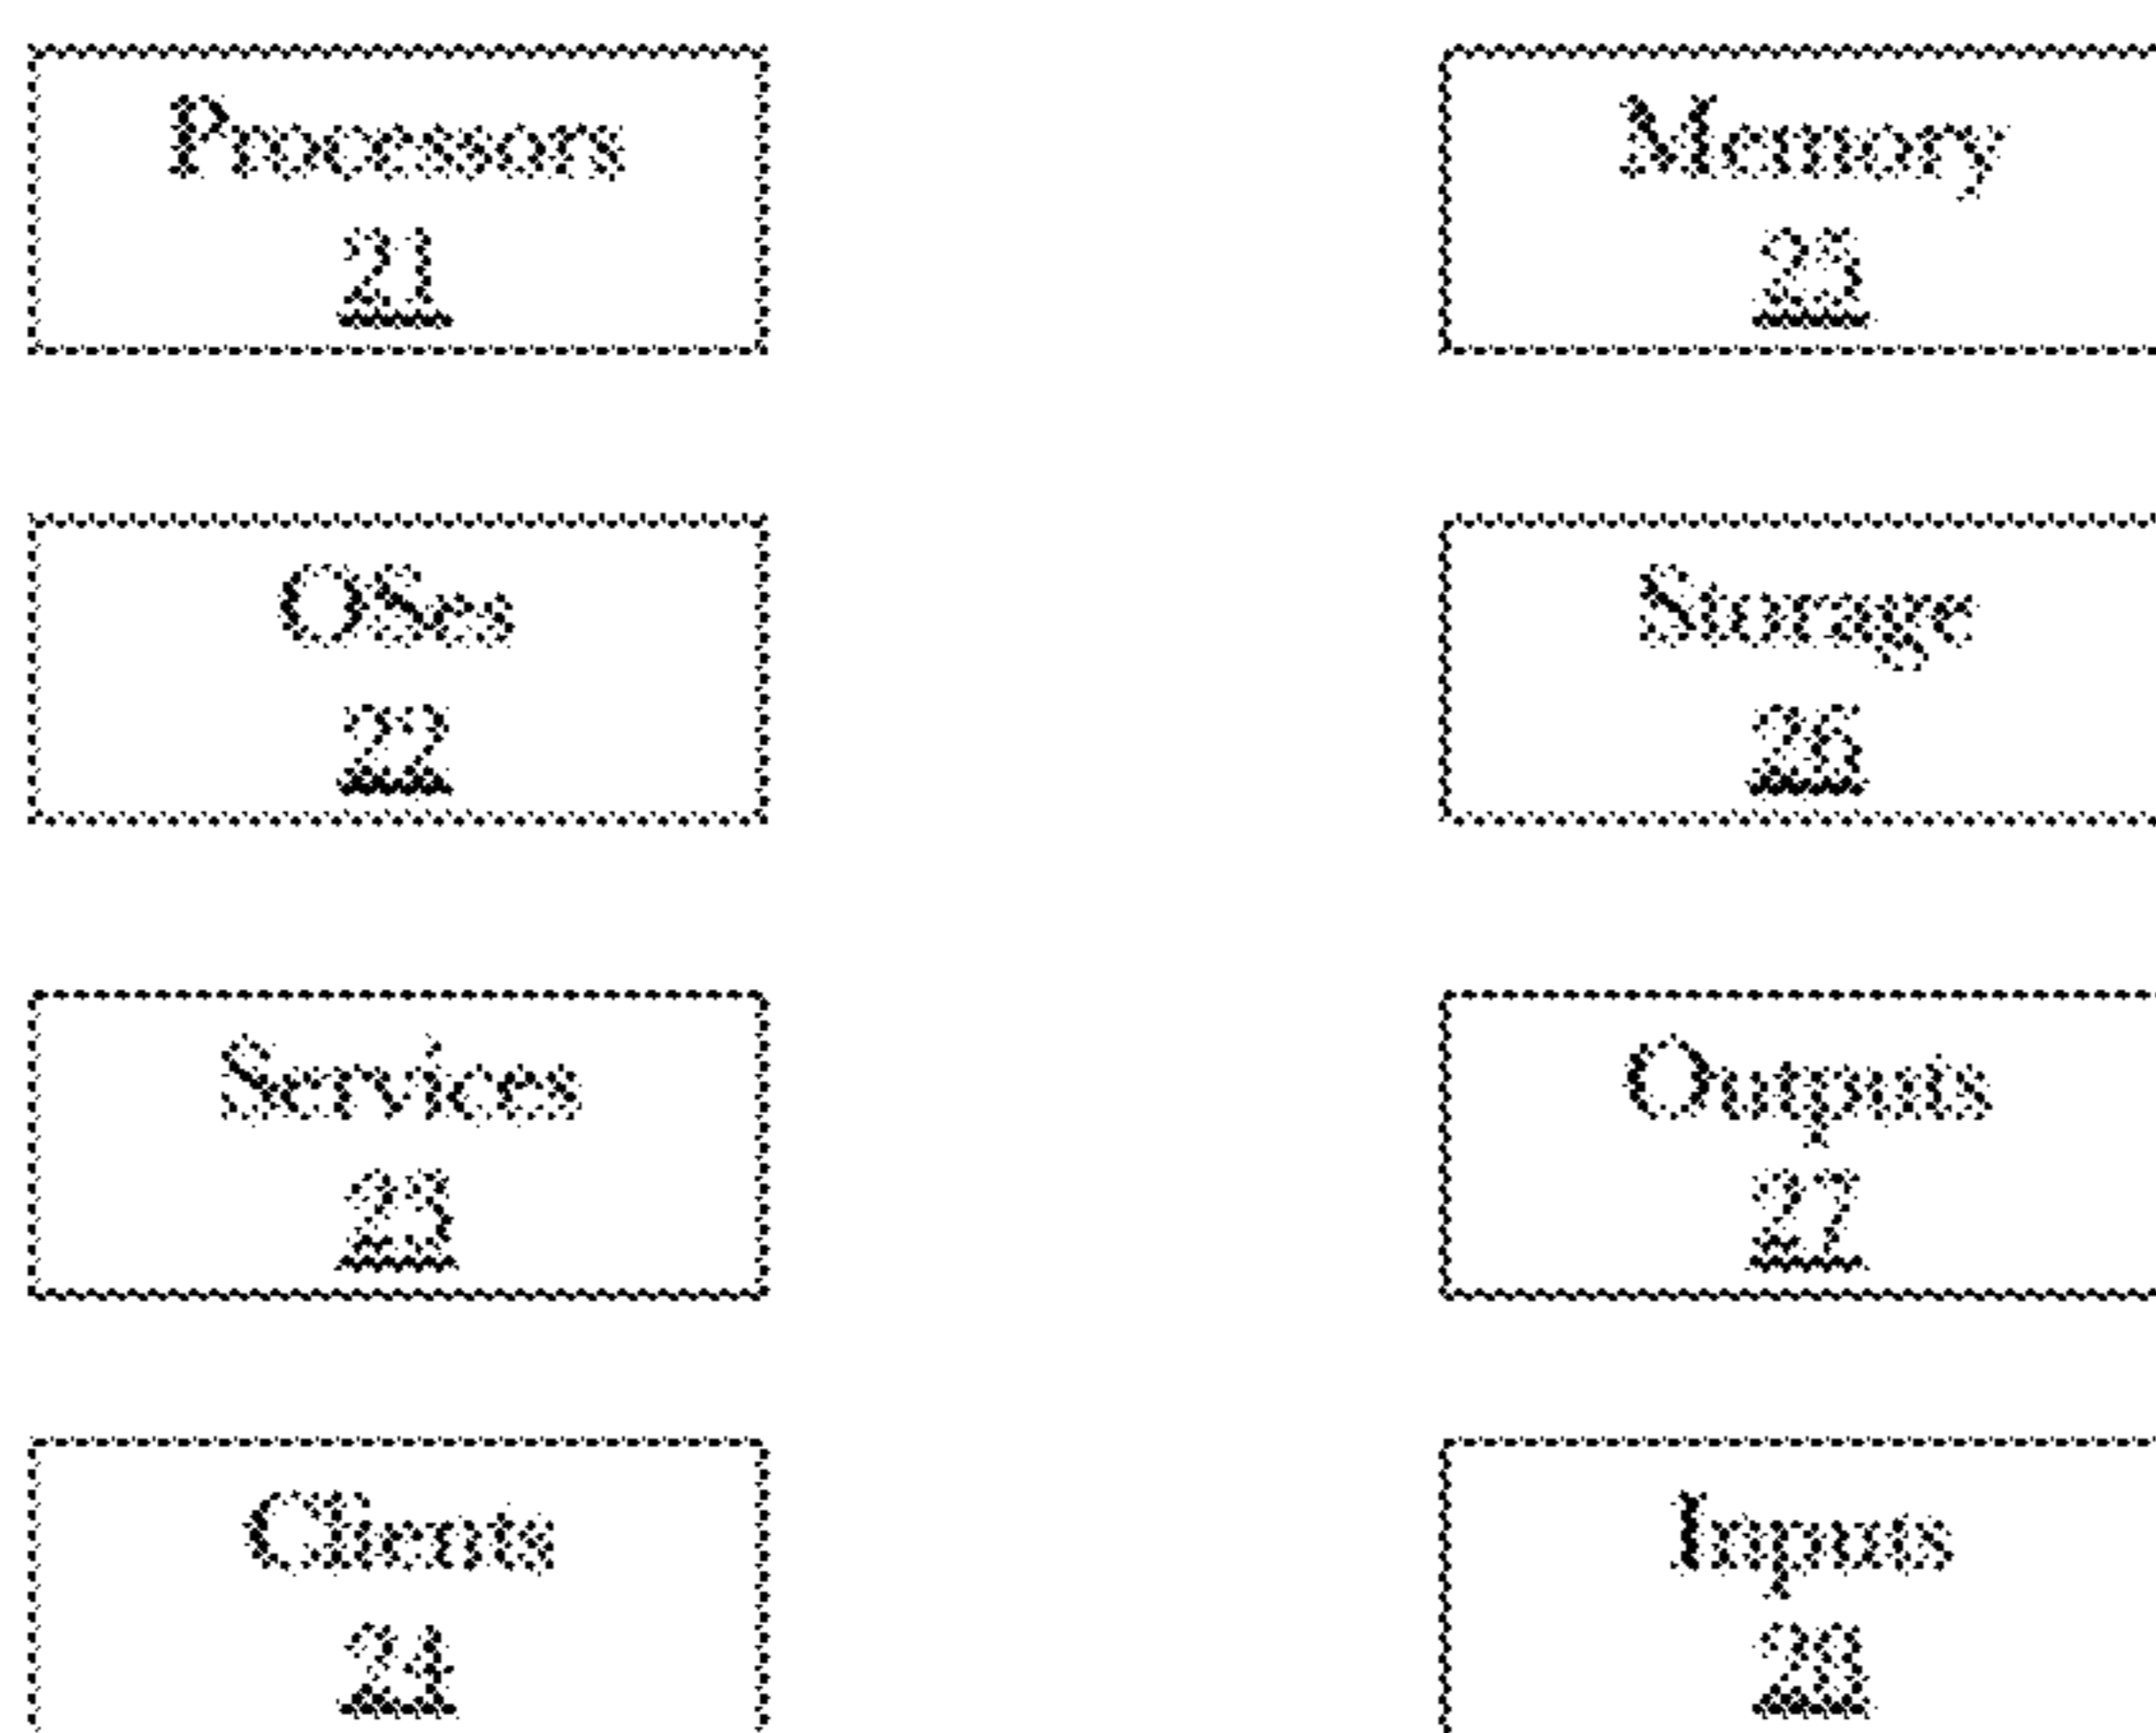 Processors
21
Memory
25
OSes
22
Storage
26
Services
23
Outputs
27
Clients
24
Inputs
28